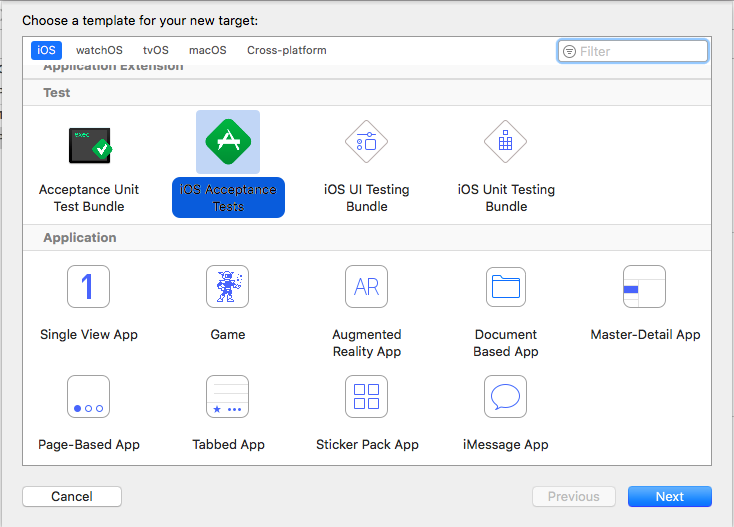 Choose a template for your new target:
iOS watchOS tvOS macOS Cross-platform Filter
Application Extension
Test
exec
Acceptance Unit Test Bundle
iOS Acceptance Tests
iOS UI Testing Bundle
iOS Unit Testing Bundle
Application
1
Single View App
Game
AR
Augmented Reality App
Document Based App
Master-Detail App
Page-Based App
Tabbed App
Sticker Pack App
iMessage App
Cancel Previous Next